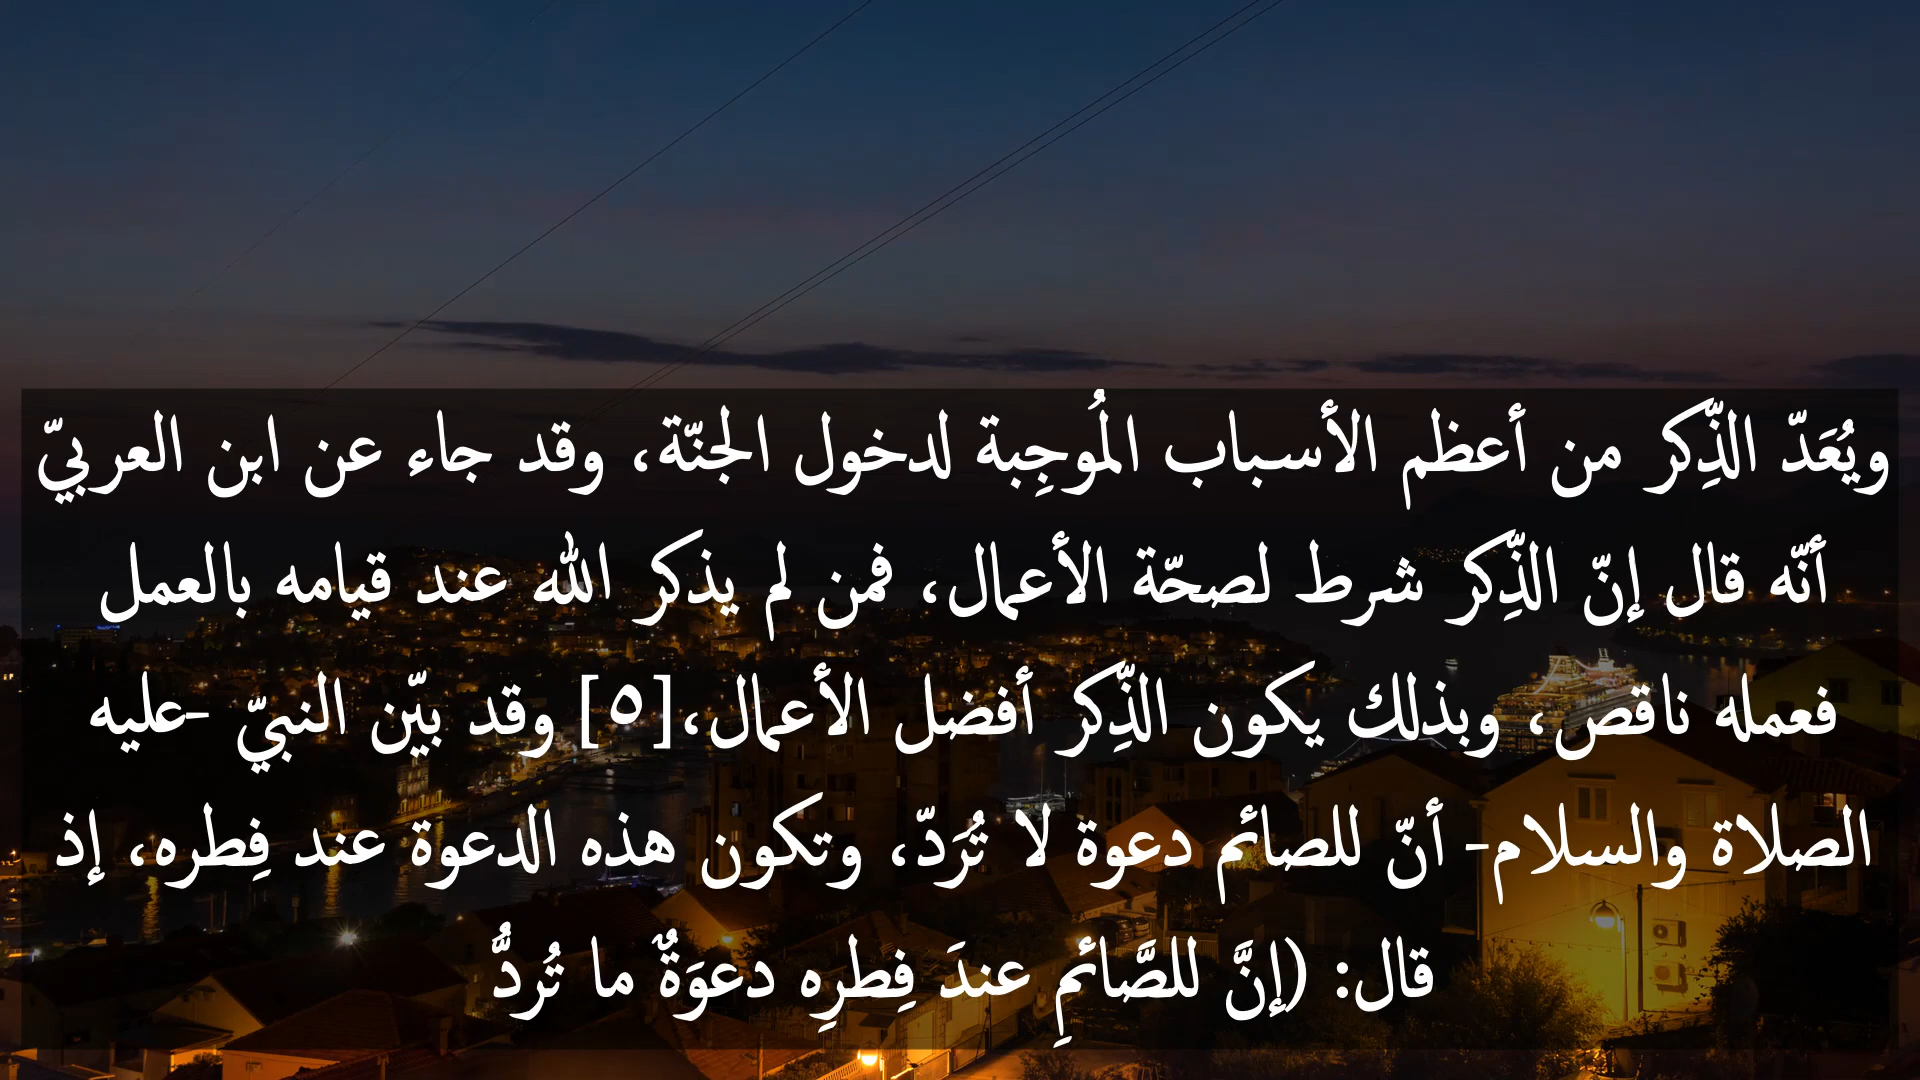 ويُعَدّ الذِّكر من أعظم الأسباب المُوجِبة لدخول الجنّة، وقد جاء عن ابن العربيّ
أنّه قال إنّ الذِّكر شرط لصحّة الأعمال، فمن لم يذكر الله عند قيامه بالعمل
فعمله ناقص، وبذلك يكون الذِّكر أفضل الأعمال،[٥] وقد بيّن النبيّ -عليه
الصلاة والسلام- أنّ للصائم دعوة لا تُرَدّ، وتكون هذه الدعوة عند فِطره، إذ
قال: (إنَّ للصَّائمِ عندَ فِطرِهِ دعوَةٌ ما تُردُّ